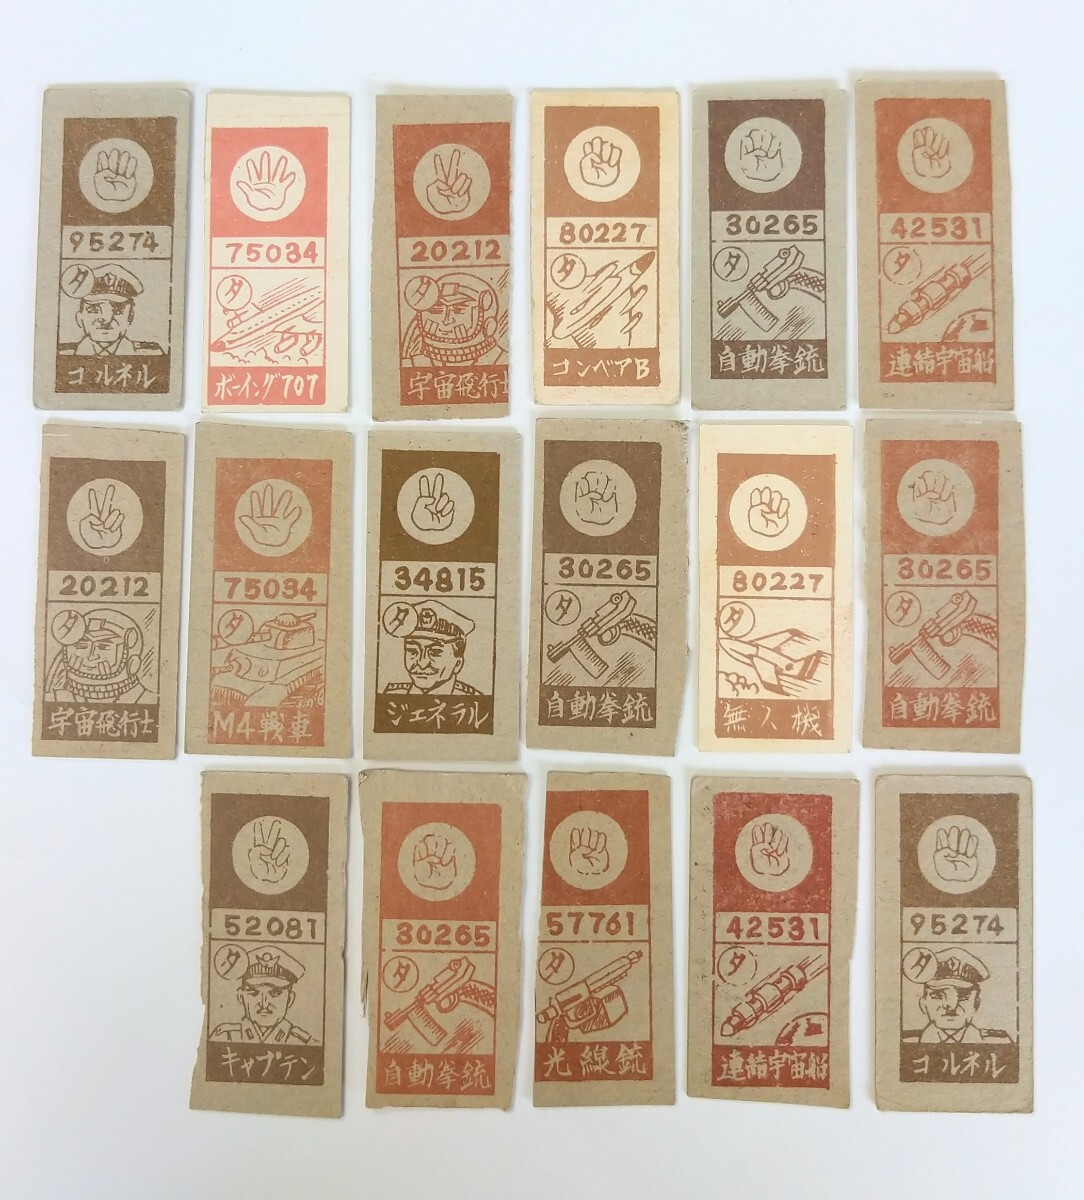 95274
タ
コルネル
75034
タ
ボーイング707
20212
タ
宇宙飛行士
80227
タ
コンベアB
30265
タ
自動拳銃
42531
タ
連結宇宙船
20212
タ
宇宙飛行士
75034
タ
M4戦車
34815
タ
ジェネラル
30265
タ
自動拳銃
80227
タ
無人機
30265
タ
自動拳銃
52081
タ
キャプテン
30265
タ
自動拳銃
57761
タ
光線銃
42531
タ
連結宇宙船
95274
タ
コルネル